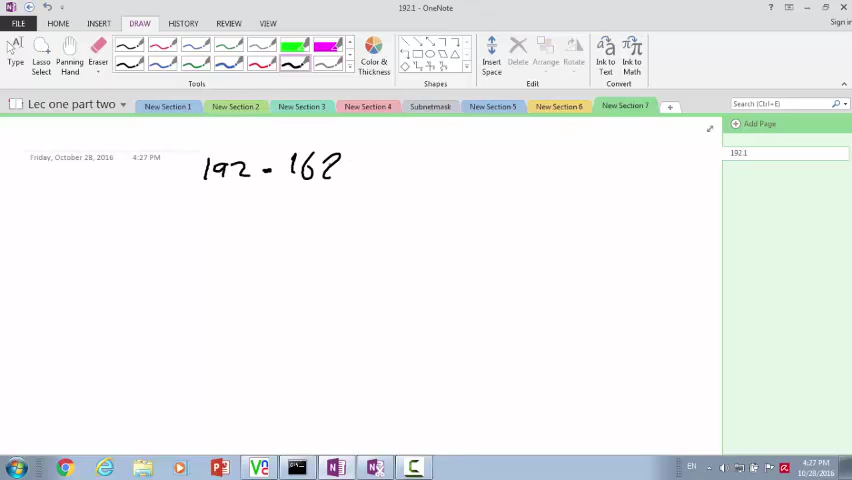 192.1 - OneNote
FILE HOME INSERT DRAW HISTORY REVIEW VIEW
Sign in
Type
Lasso Select
Panning Hand
Eraser
Color & Thickness
Insert Space
Delete
Arrange
Rotate
Ink to Text
Ink to Math
Tools
Shapes
Edit
Convert
Lec one part two
New Section 1 New Section 2 New Section 3 New Section 4 Subnetmask New Section 5 New Section 6 New Section 7
Search (Ctrl+E)
Add Page
192.1
Friday, October 28, 2016 4:27 PM
192 . 162
EN
4:27 PM
10/28/2016